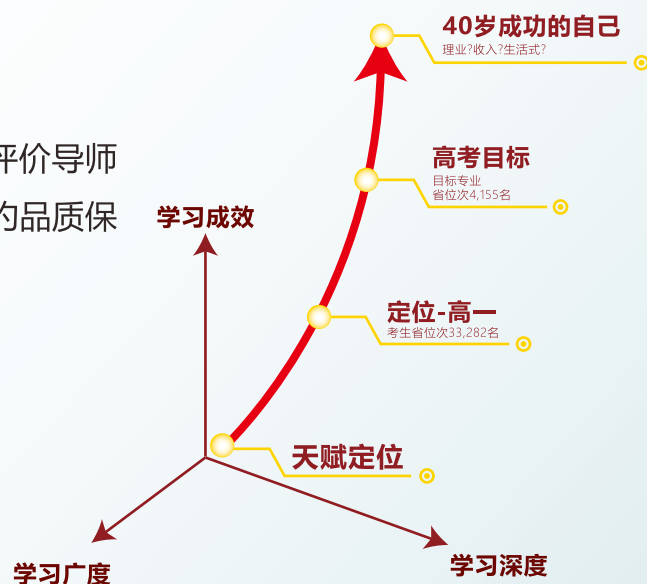 40岁成功的自己
理业?收入?生活式?
评价导师
高考目标
目标专业
省位次4,155名
的品质保
学习成效
定位-高一
考生省位次33,282名
天赋定位
学习广度
学习深度